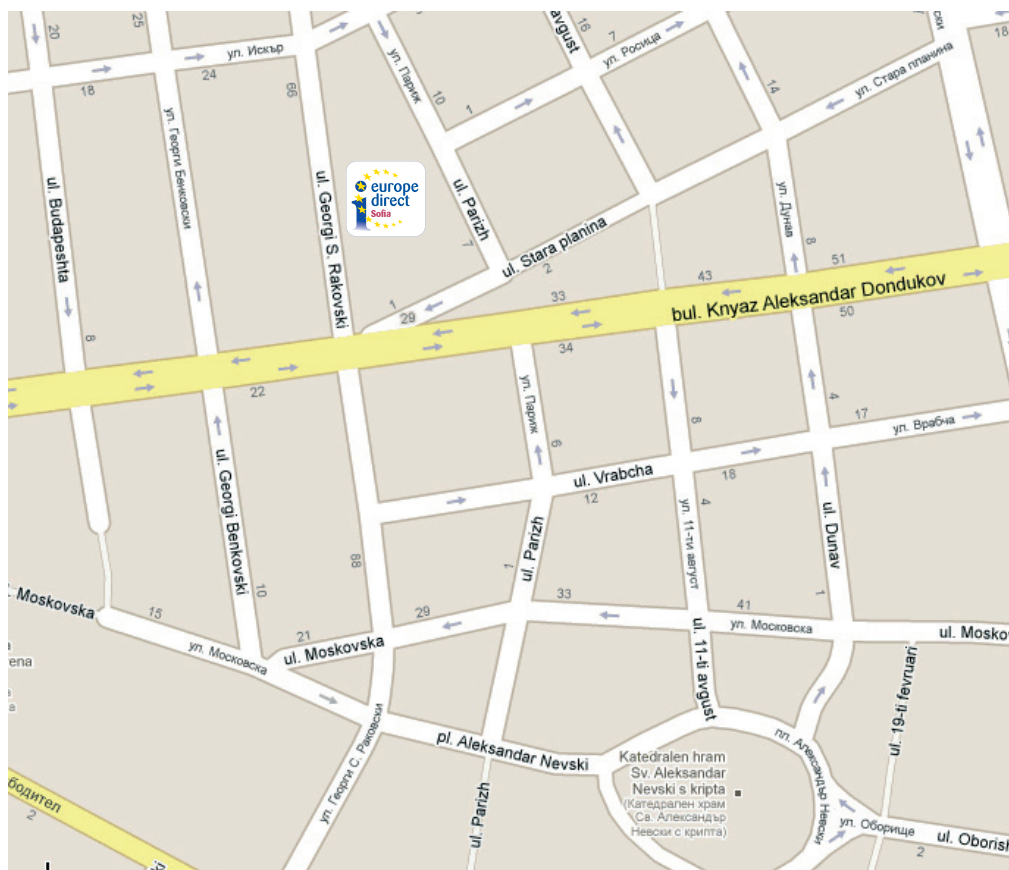 20
25
16
7
ски
18
avgust
ул. Искър
ул. Росица
ул. Стара планина
18
24
66
ул. Париж
10
1
14
ул. Георги Бенковски
ul. Budapeshta
ul. Georgi S. Rakovski
europe
direct
Sofia
ul. Parizh
7
ul. Stara planina
2
ул. Дунав
8
1
29
33
43
51
bul. Knyaz Aleksandar Dondukov
50
34
22
8
ул. Париж
6
8
4
17
ул. Врабча
ul. Georgi Benkovski
ul. Vrabcha
12
18
4
ул. 11-ти август
ul. Dunav
ul. Parizh
1
88
10
. Moskovska
15
ул. Московска
21
ul. Moskovska
29
33
41
ул. Московска
1
ul. Mosko
ul. 11-ti avgust
ul. 19-ti fevruari
rena
а
а
ул. Георги С. Раковски
pl. Aleksandar Nevski
ul. Parizh
Katedralen hram
Sv. Aleksandar
Nevski s kripta
(Катедрален храм
Св. Александър
Невски с крипта)
пл. Александър Невски
ул. Оборище
ul. Oborish
2
бодител
2
ki